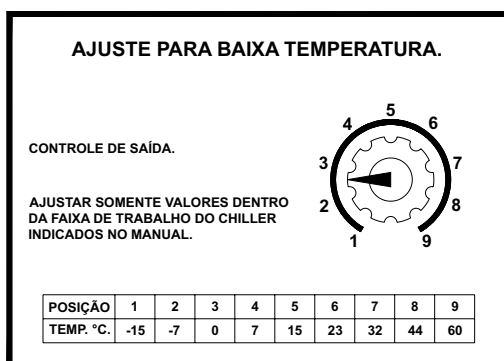 AJUSTE PARA BAIXA TEMPERATURA.
CONTROLE DE SAÍDA.
AJUSTAR SOMENTE VALORES DENTRO
DA FAIXA DE TRABALHO DO CHILLER
INDICADOS NO MANUAL.
5
4 6
3 7
2 8
1 9
POSIÇÃO 1 2 3 4 5 6 7 8 9
TEMP. °C. -15 -7 0 7 15 23 32 44 60